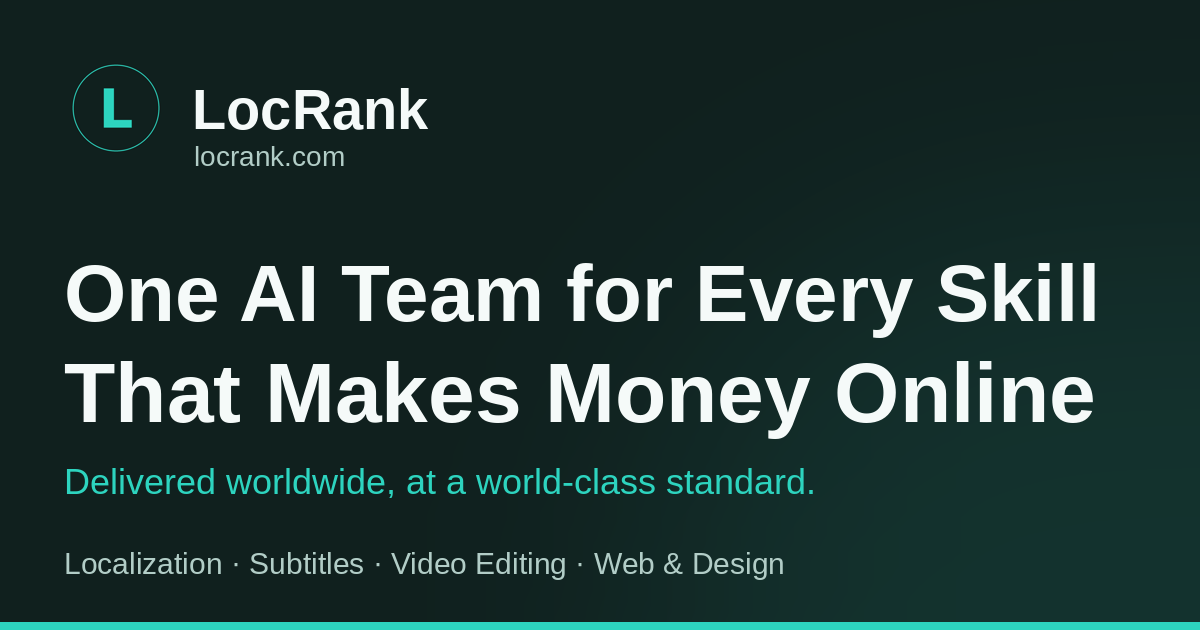 L
LocRank
locrank.com
One AI Team for Every Skill
That Makes Money Online
Delivered worldwide, at a world-class standard.
Localization · Subtitles · Video Editing · Web & Design